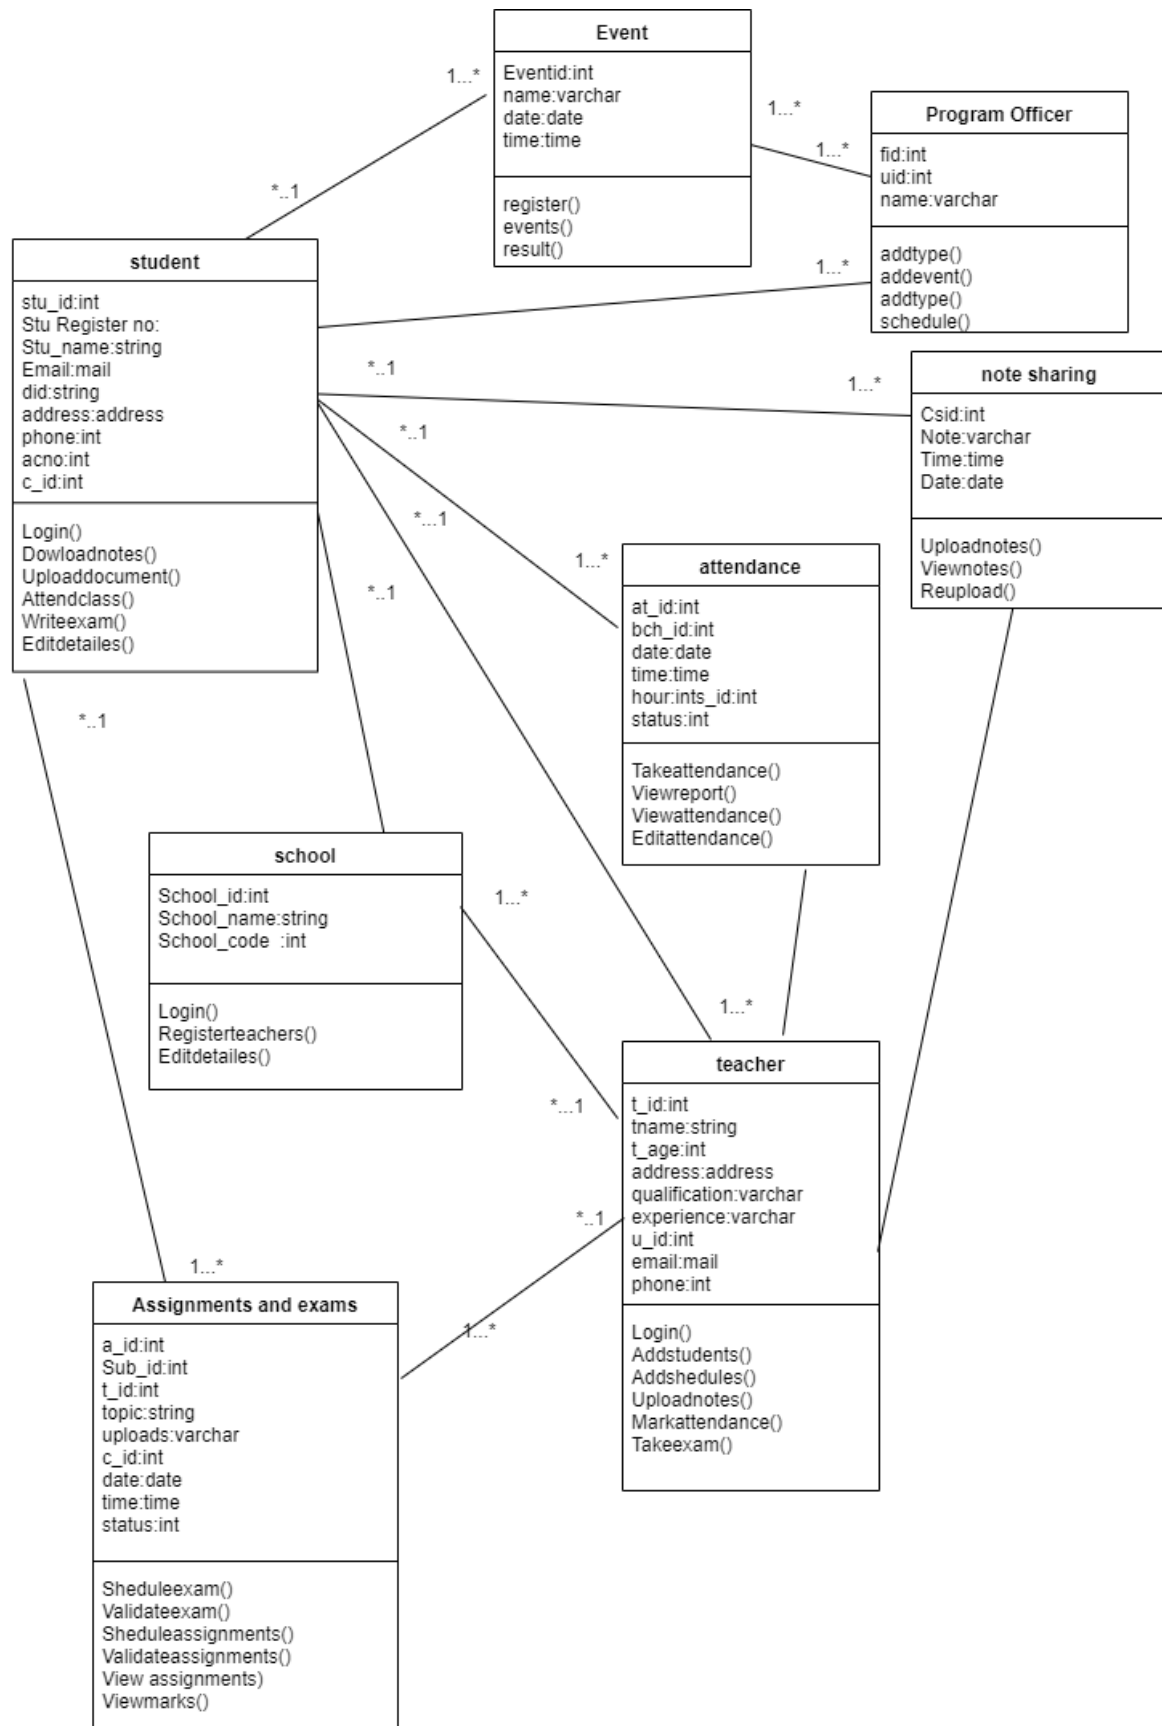 Event
Eventid:int
name:varchar
date:date
time:time
register()
events()
result()
1...*
*..1
1...*
1...*
Program Officer
fid:int
uid:int
name:varchar
addtype()
addevent()
addtype()
schedule()
1...*
student
stu_id:int
Stu Register no:
Stu_name:string
Email:mail
did:string
address:address
phone:int
acno:int
c_id:int
Login()
Dowloadnotes()
Uploaddocument()
Attendclass()
Writeexam()
Editdetailes()
*..1
*..1
*...1
*..1
*..1
1...*
note sharing
Csid:int
Note:varchar
Time:time
Date:date
Uploadnotes()
Viewnotes()
Reupload()
1...*
attendance
at_id:int
bch_id:int
date:date
time:time
hour:ints_id:int
status:int
Takeattendance()
Viewreport()
Viewattendance()
Editattendance()
school
School_id:int
School_name:string
School_code  :int
Login()
Registerteachers()
Editdetailes()
1...*
1...*
*...1
teacher
t_id:int
tname:string
t_age:int
address:address
qualification:varchar
experience:varchar
u_id:int
email:mail
phone:int
Login()
Addstudents()
Addshedules()
Uploadnotes()
Markattendance()
Takeexam()
*..1
1...*
1...*
Assignments and exams
a_id:int
Sub_id:int
t_id:int
topic:string
uploads:varchar
c_id:int
date:date
time:time
status:int
Sheduleexam()
Validateexam()
Sheduleassignments()
Validateassignments()
View assignments)
Viewmarks()